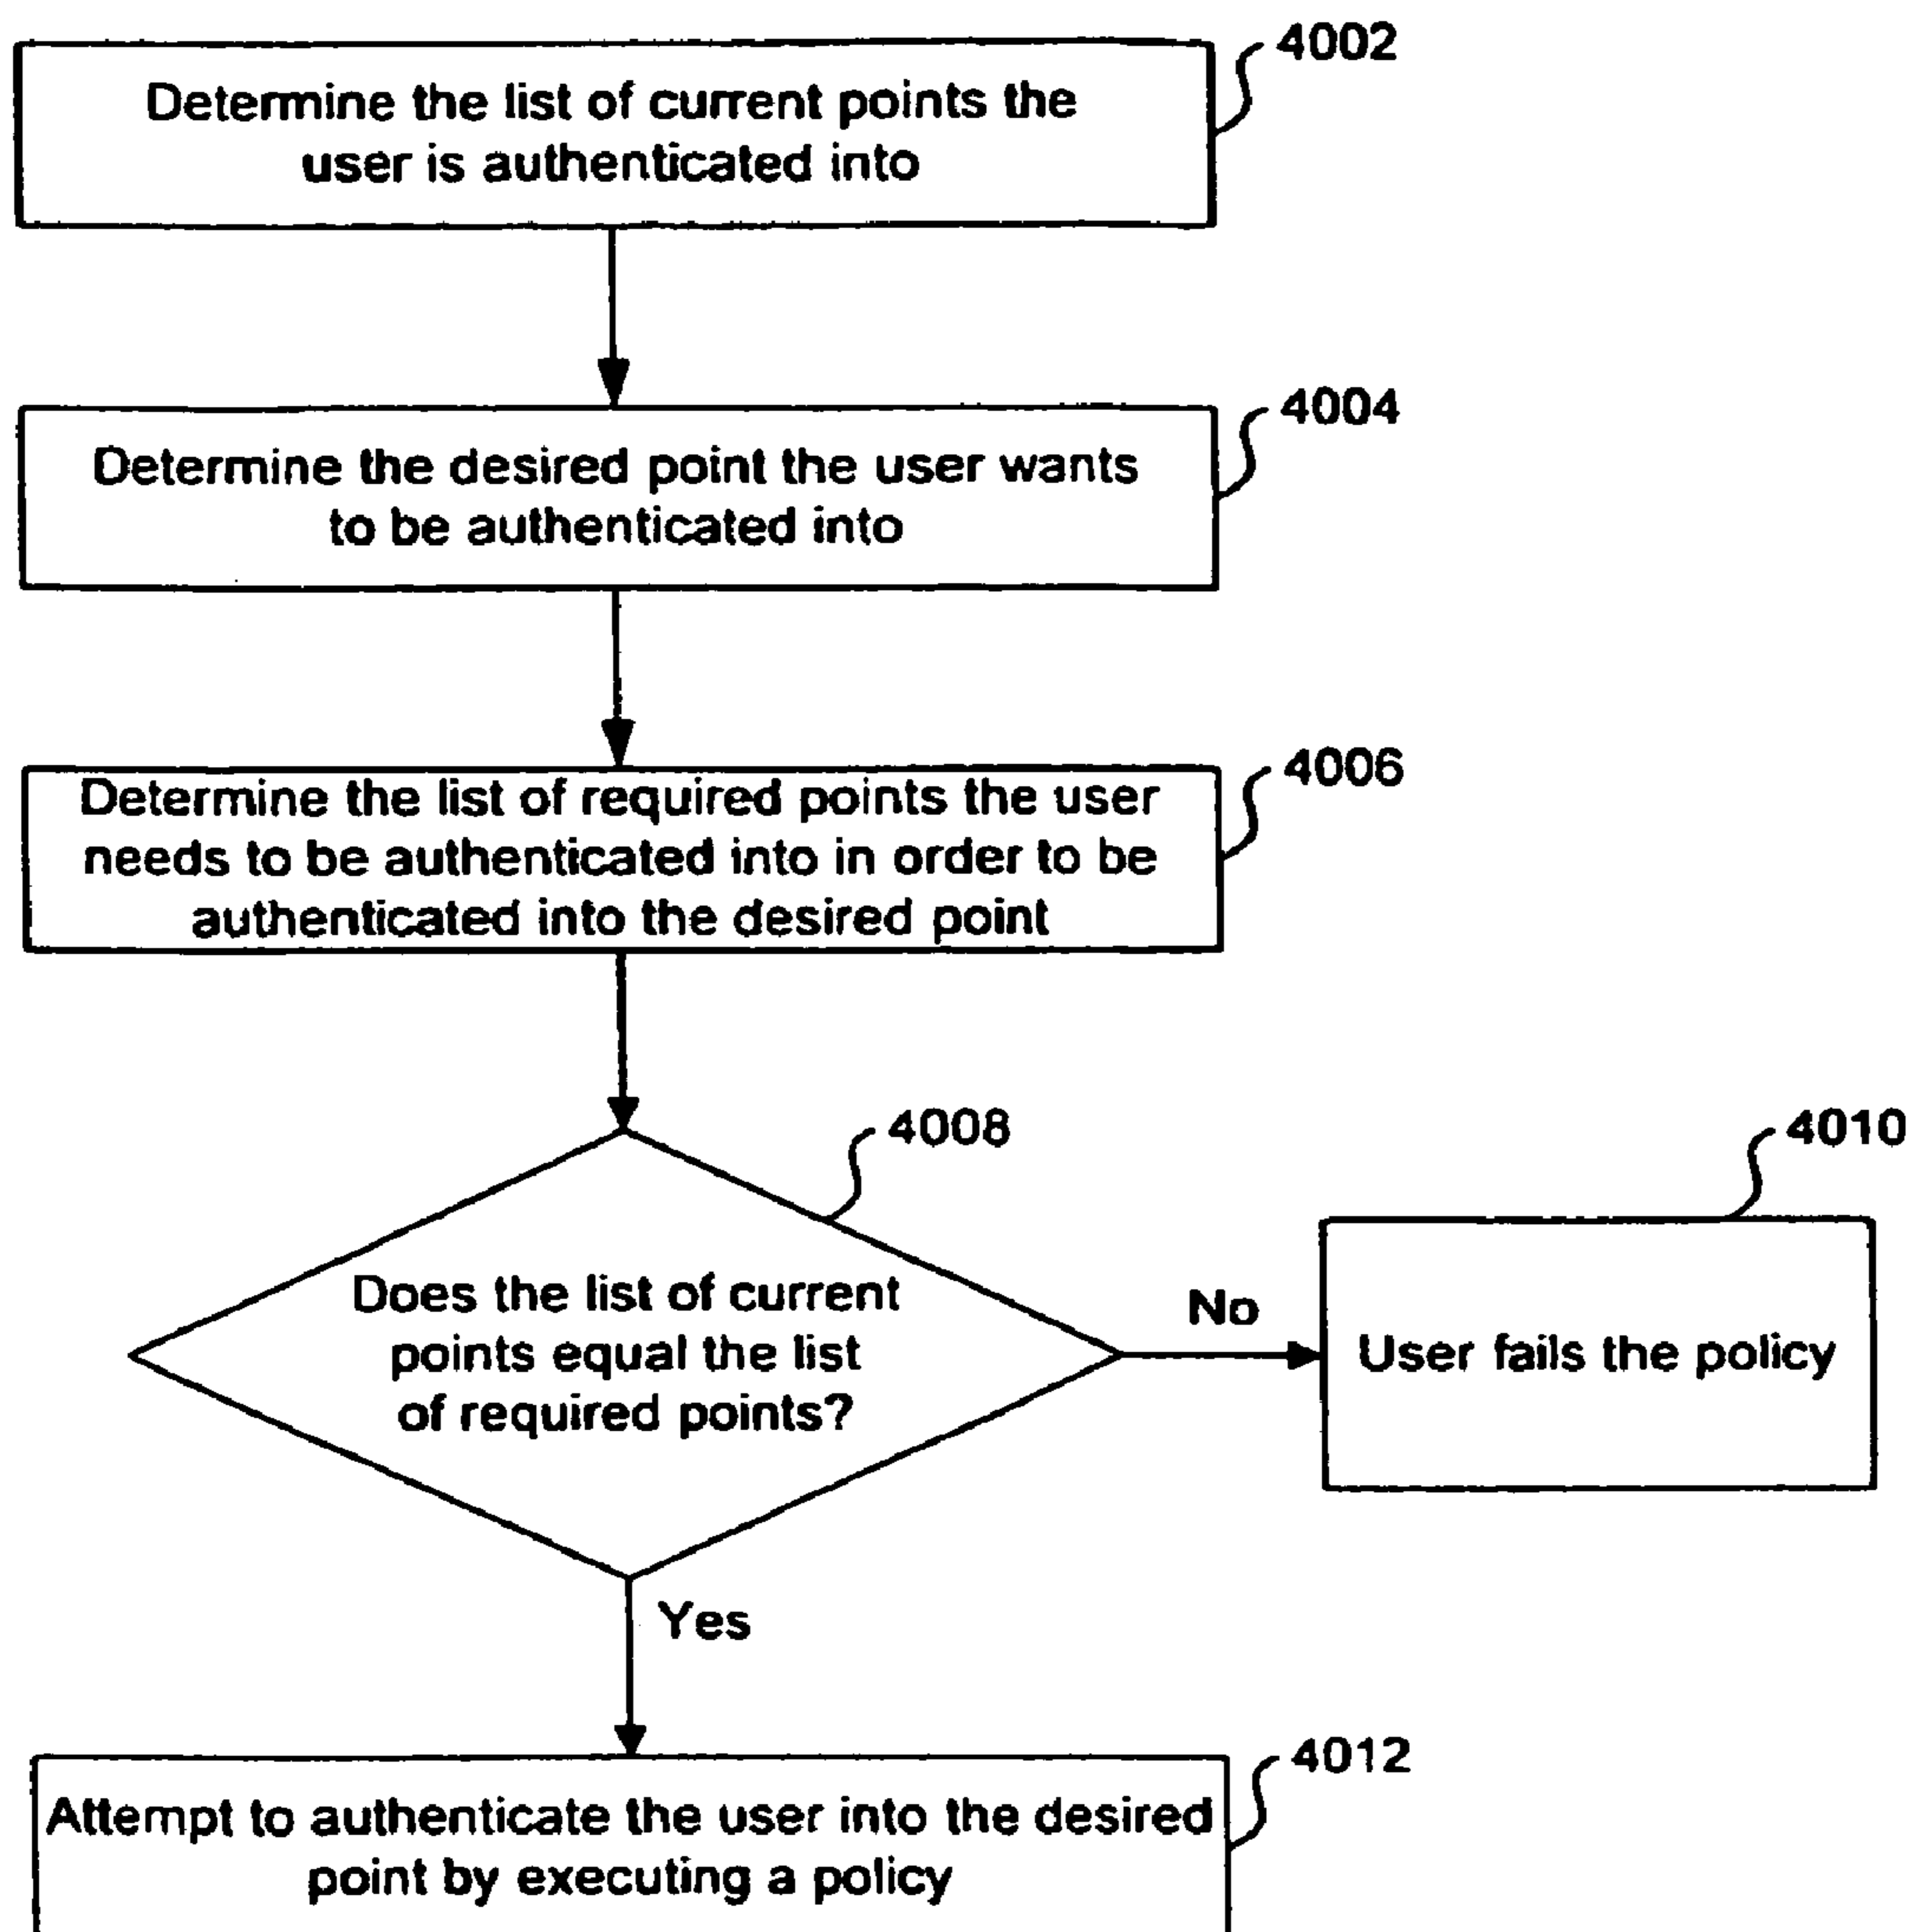 4002
Determine the list of current points the
user is authenticated into
4004
Determine the desired point the user wants
to be authenticated into
4006
Determine the list of required points the user
needs to be authenticated into in order to be
authenticated into the desired point
4008
4010
Does the list of current
points equal the list
of required points?
No
User fails the policy
Yes
4012
Attempt to authenticate the user into the desired
point by executing a policy